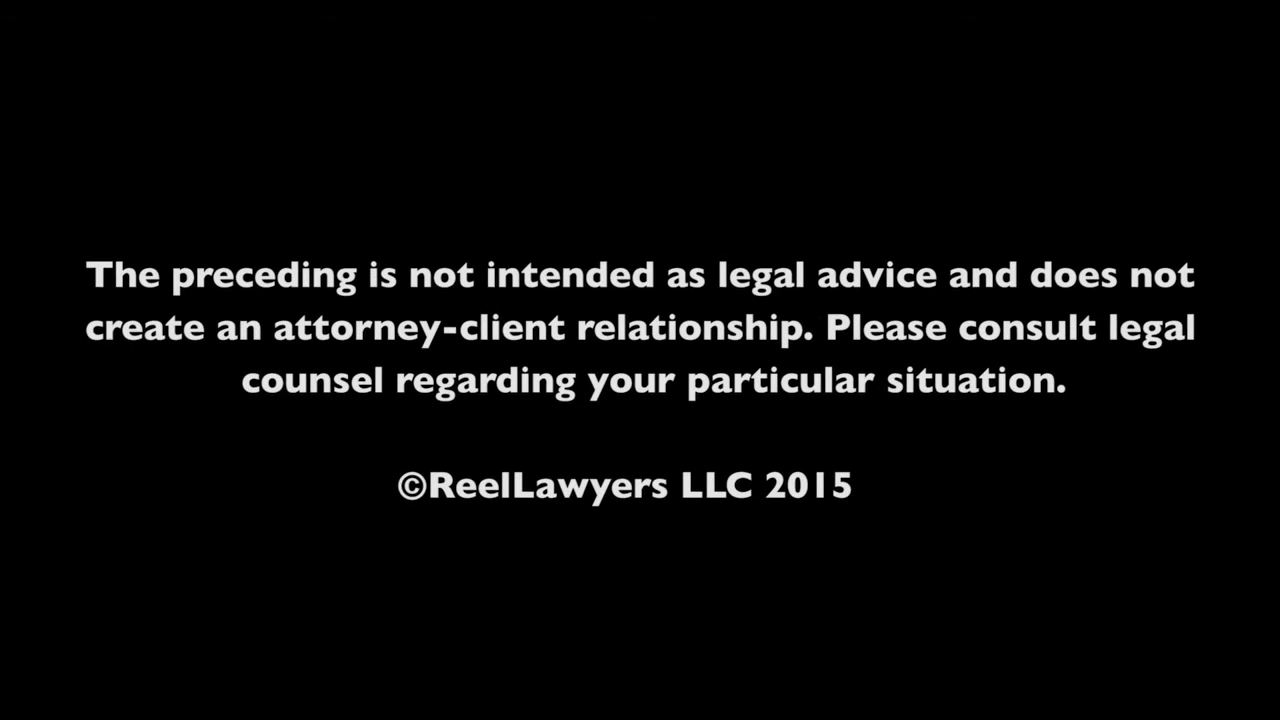 The preceding is not intended as legal advice and does not
create an attorney-client relationship. Please consult legal
counsel regarding your particular situation.
©ReelLawyers LLC 2015